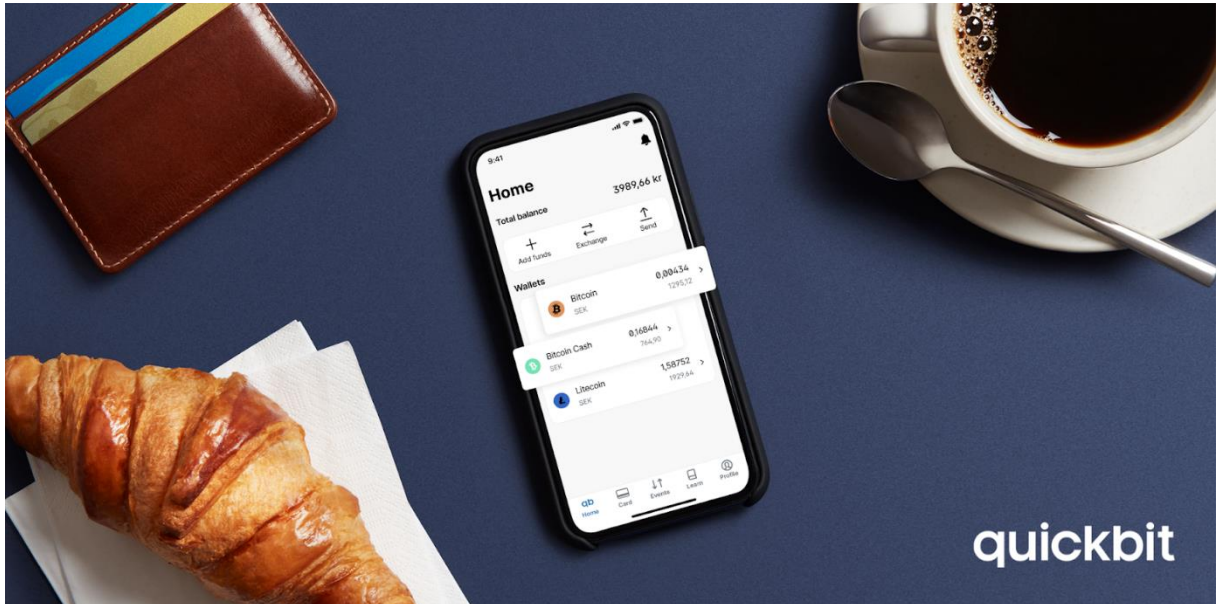 9:41
Home
Total balance 3989,66 kr
Add funds Exchange Send
Wallets
Bitcoin 0,00434
SEK 1295,12
Bitcoin Cash 0,16844
SEK 764,90
Litecoin 1,58752
SEK 1929,64
qb
Home Card Events Learn Profile
quickbit